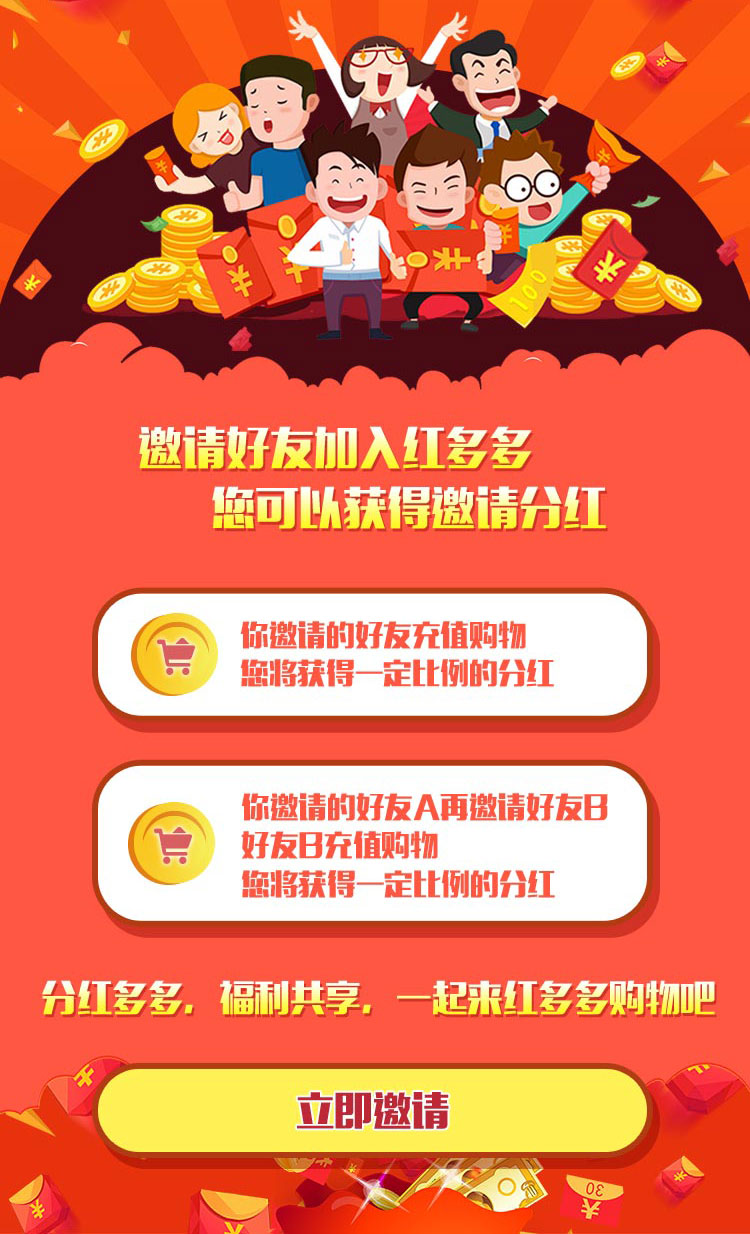 100
邀请好友加入红多多
您可以获得邀请分红
你邀请的好友充值购物
您将获得一定比例的分红
你邀请的好友A再邀请好友B
好友B充值购物
您将获得一定比例的分红
分红多多，福利共享，一起来红多多购物吧
立即邀请
30